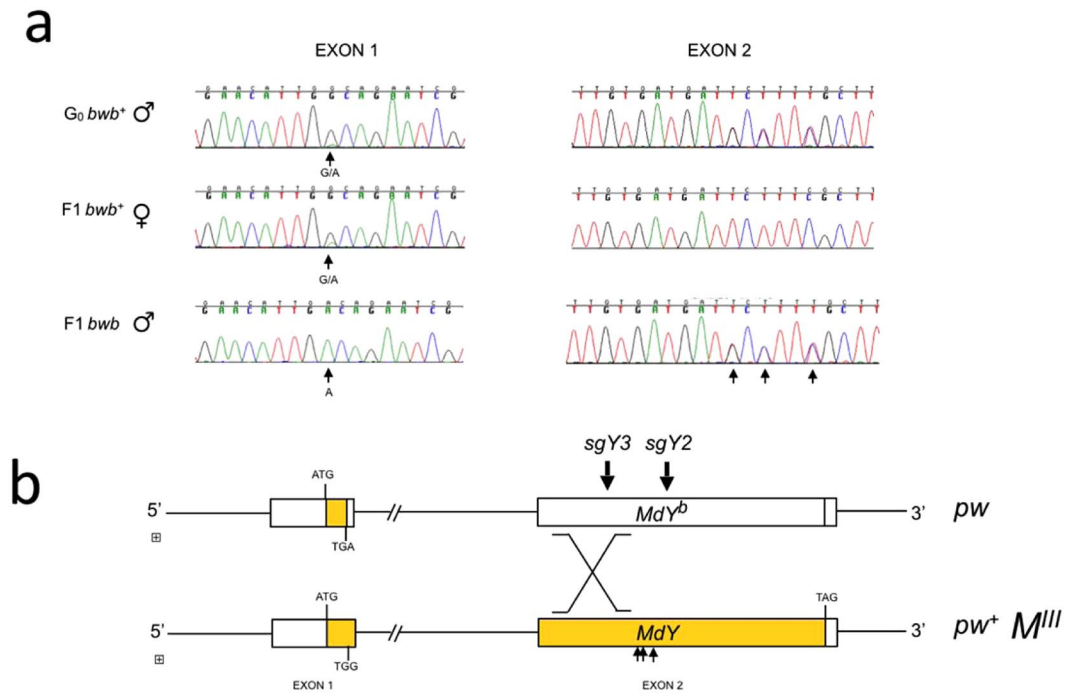 a
EXON 1
EXON 2
G₀ bwb⁺ ♂
G A A C A T T G G C A G A A T C G
G/A
T T G T G A T G A T T C T T T T G C T T
F1 bwb⁺ ♀
G A A C A T T G G C A G A A T C G
G/A
T T G T G A T G A T T C T T T C G C T T
F1 bwb ♂
G A A C A T T G A C A G A A T C G
A
T T G T G A T G A T T C T T T T G C T T
b
sgY3 sgY2
ATG
5' MdYᵇ 3' pw
TGA
ATG
TAG
5' MdY 3' pw⁺ Mᴵᴵᴵ
TGG
EXON 1
EXON 2